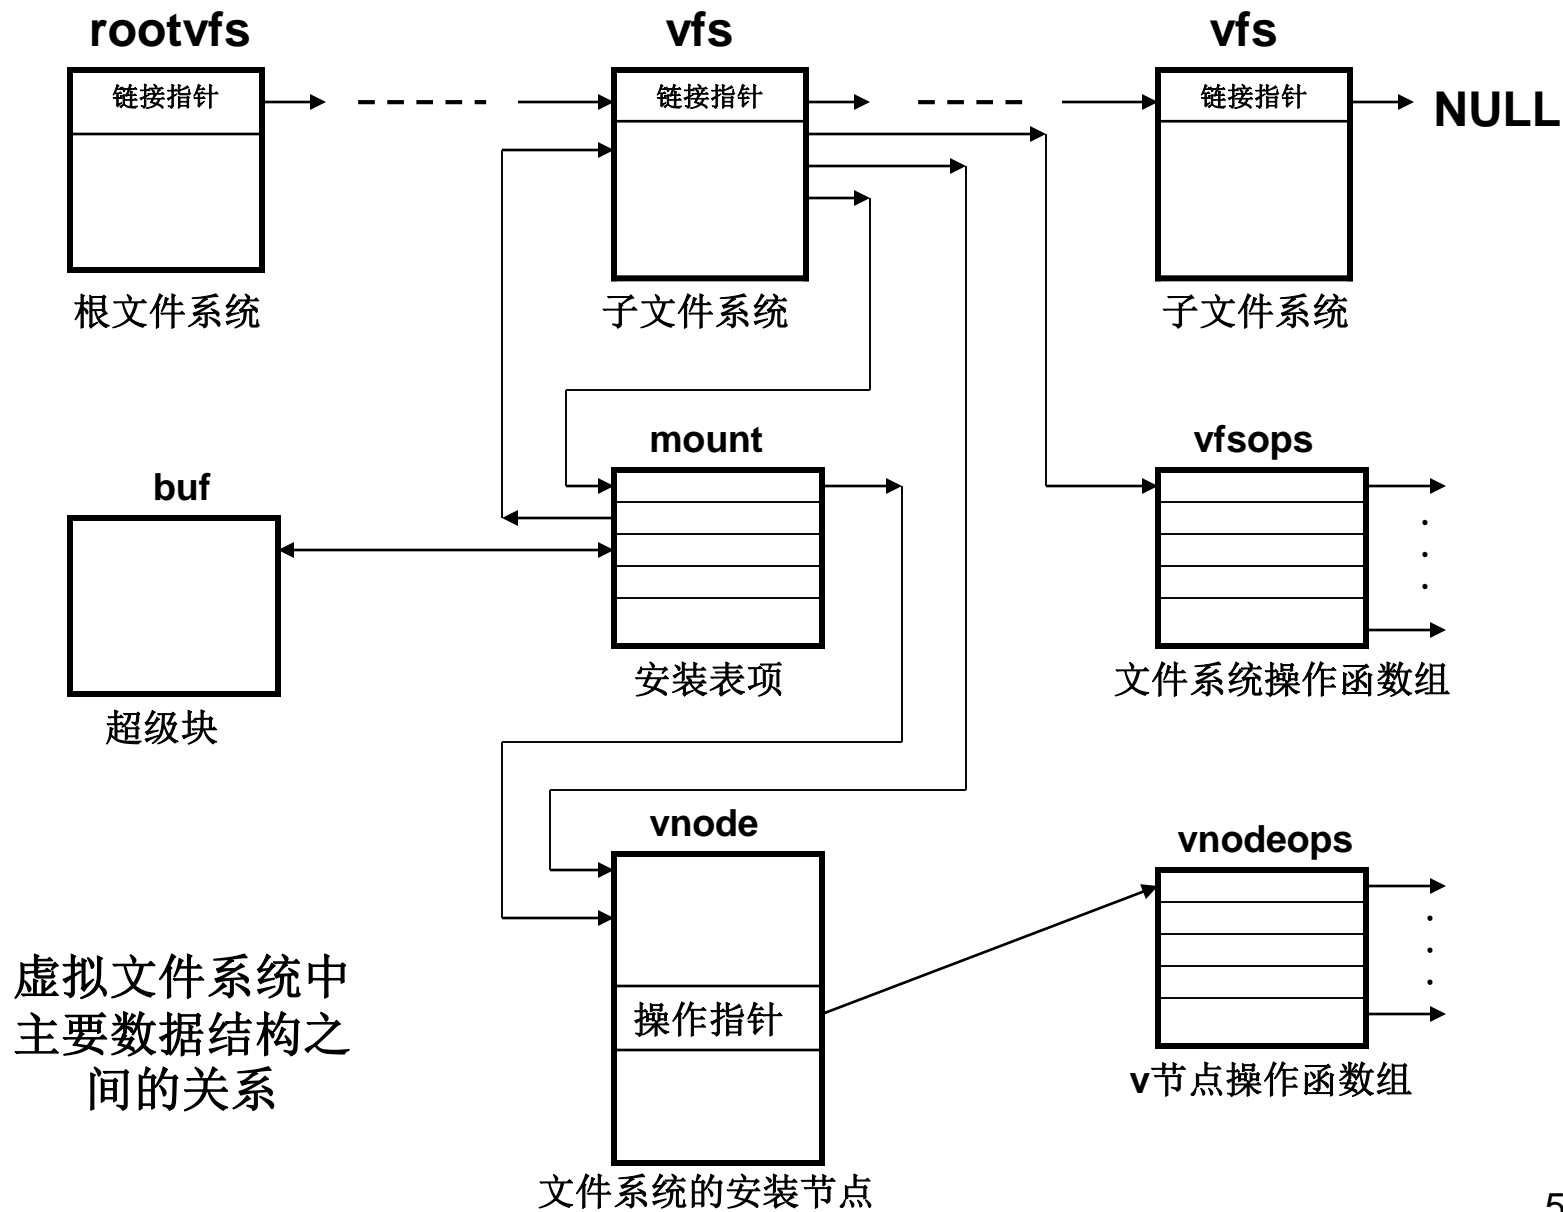 rootvfs
vfs
vfs
链接指针
链接指针
链接指针
NULL
根文件系统
子文件系统
子文件系统
buf
mount
vfsops
超级块
安装表项
文件系统操作函数组
vnode
vnodeops
操作指针
虚拟文件系统中
主要数据结构之
间的关系
v节点操作函数组
文件系统的安装节点
5